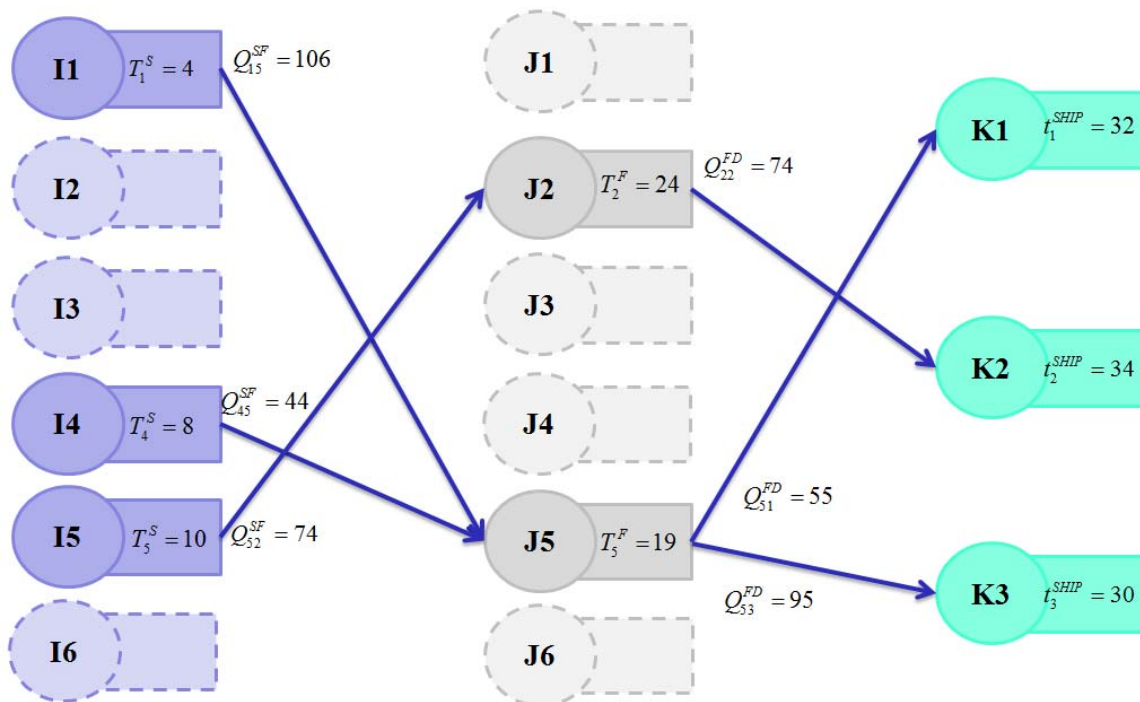 I1 T_1^S = 4
Q_15^SF = 106
I2
I3
I4 T_4^S = 8
Q_45^SF = 44
I5 T_5^S = 10
Q_52^SF = 74
I6
J1
J2 T_2^F = 24
Q_22^FD = 74
J3
J4
J5 T_5^F = 19
Q_51^FD = 55
Q_53^FD = 95
J6
K1 t_1^SHIP = 32
K2 t_2^SHIP = 34
K3 t_3^SHIP = 30